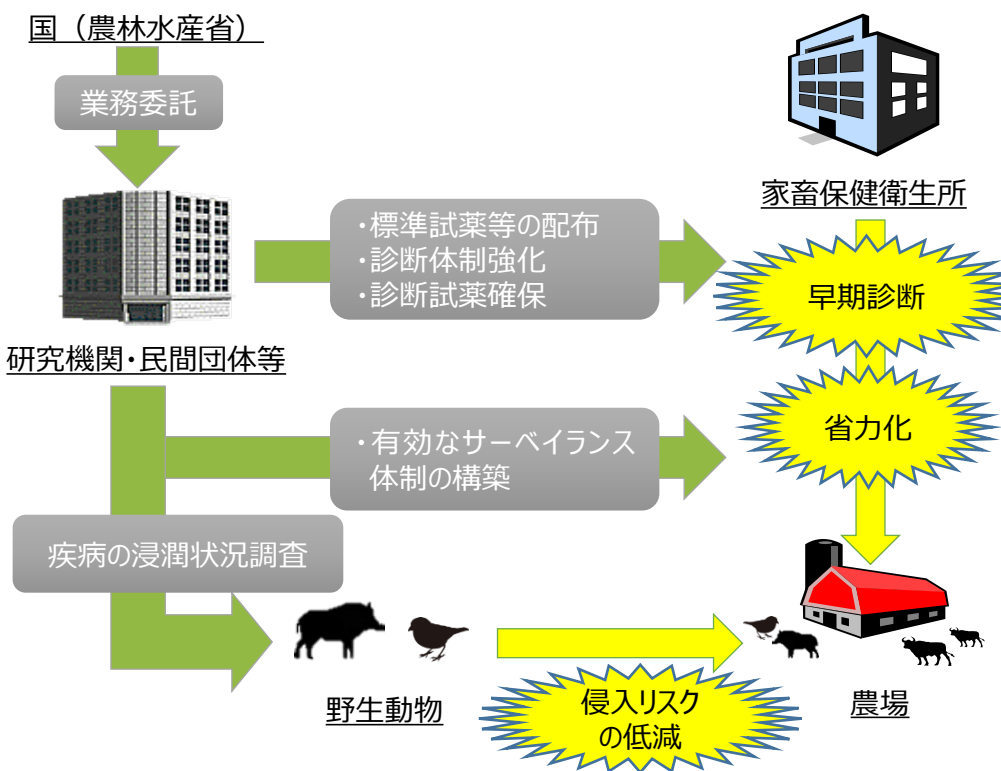 国（農林水産省）
業務委託
家畜保健衛生所
・標準試薬等の配布
・診断体制強化
・診断試薬確保
早期診断
研究機関・民間団体等
省力化
・有効なサーベイランス
体制の構築
疾病の浸潤状況調査
野生動物
侵入リスク
の低減
農場